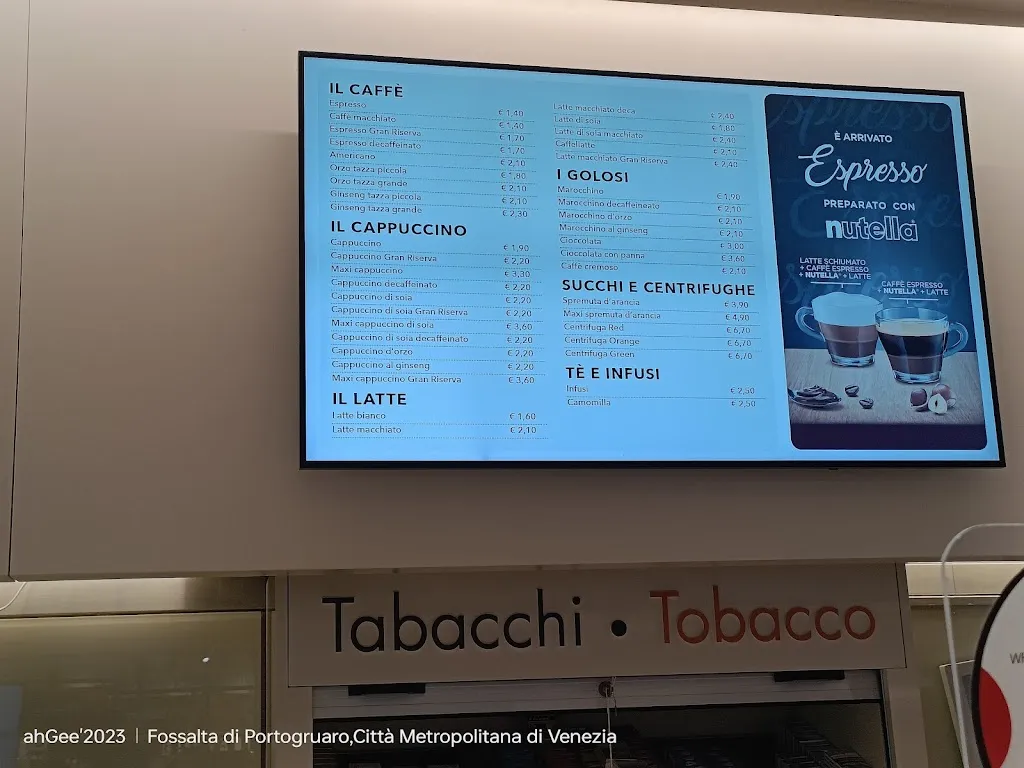 IL CAFFÈ
Espresso € 1,40
Caffè macchiato € 1,40
Espresso Gran Riserva € 1,70
Espresso decaffeinato € 1,70
Americano € 2,10
Orzo tazza piccola € 1,80
Orzo tazza grande € 2,10
Ginseng tazza piccola € 2,10
Ginseng tazza grande € 2,30
IL CAPPUCCINO
Cappuccino € 1,90
Cappuccino Gran Riserva € 2,20
Maxi cappuccino € 3,30
Cappuccino decaffeinato € 2,20
Cappuccino di soia € 2,20
Cappuccino di soia Gran Riserva € 2,20
Maxi cappuccino di soia € 3,60
Cappuccino di soia decaffeinato € 2,20
Cappuccino d'orzo € 2,20
Cappuccino al ginseng € 2,20
Maxi cappuccino Gran Riserva € 3,60
IL LATTE
Latte bianco € 1,60
Latte macchiato € 2,10
Latte macchiato deca € 2,40
Latte di soia € 1,80
Latte di soia macchiato € 2,40
Caffellatte € 2,10
Latte macchiato Gran Riserva € 2,40
I GOLOSI
Marocchino € 1,90
Marocchino decaffeinato € 2,10
Marocchino d'orzo € 2,10
Marocchino al ginseng € 2,10
Cioccolata € 3,00
Cioccolata con panna € 3,60
Caffè cremoso € 2,10
SUCCHI E CENTRIFUGHE
Spremuta d'arancia € 3,90
Maxi spremuta d'arancia € 4,90
Centrifuga Red € 6,70
Centrifuga Orange € 6,70
Centrifuga Green € 6,70
TÈ E INFUSI
Infusi € 2,50
Camomilla € 2,50
È ARRIVATO
Espresso
PREPARATO CON
nutella
LATTE SCHIUMATO
+ CAFFÈ ESPRESSO
+ NUTELLA® + LATTE
CAFFÈ ESPRESSO
+ NUTELLA® + LATTE
Tabacchi • Tobacco
ahGee'2023 | Fossalta di Portogruaro,Città Metropolitana di Venezia